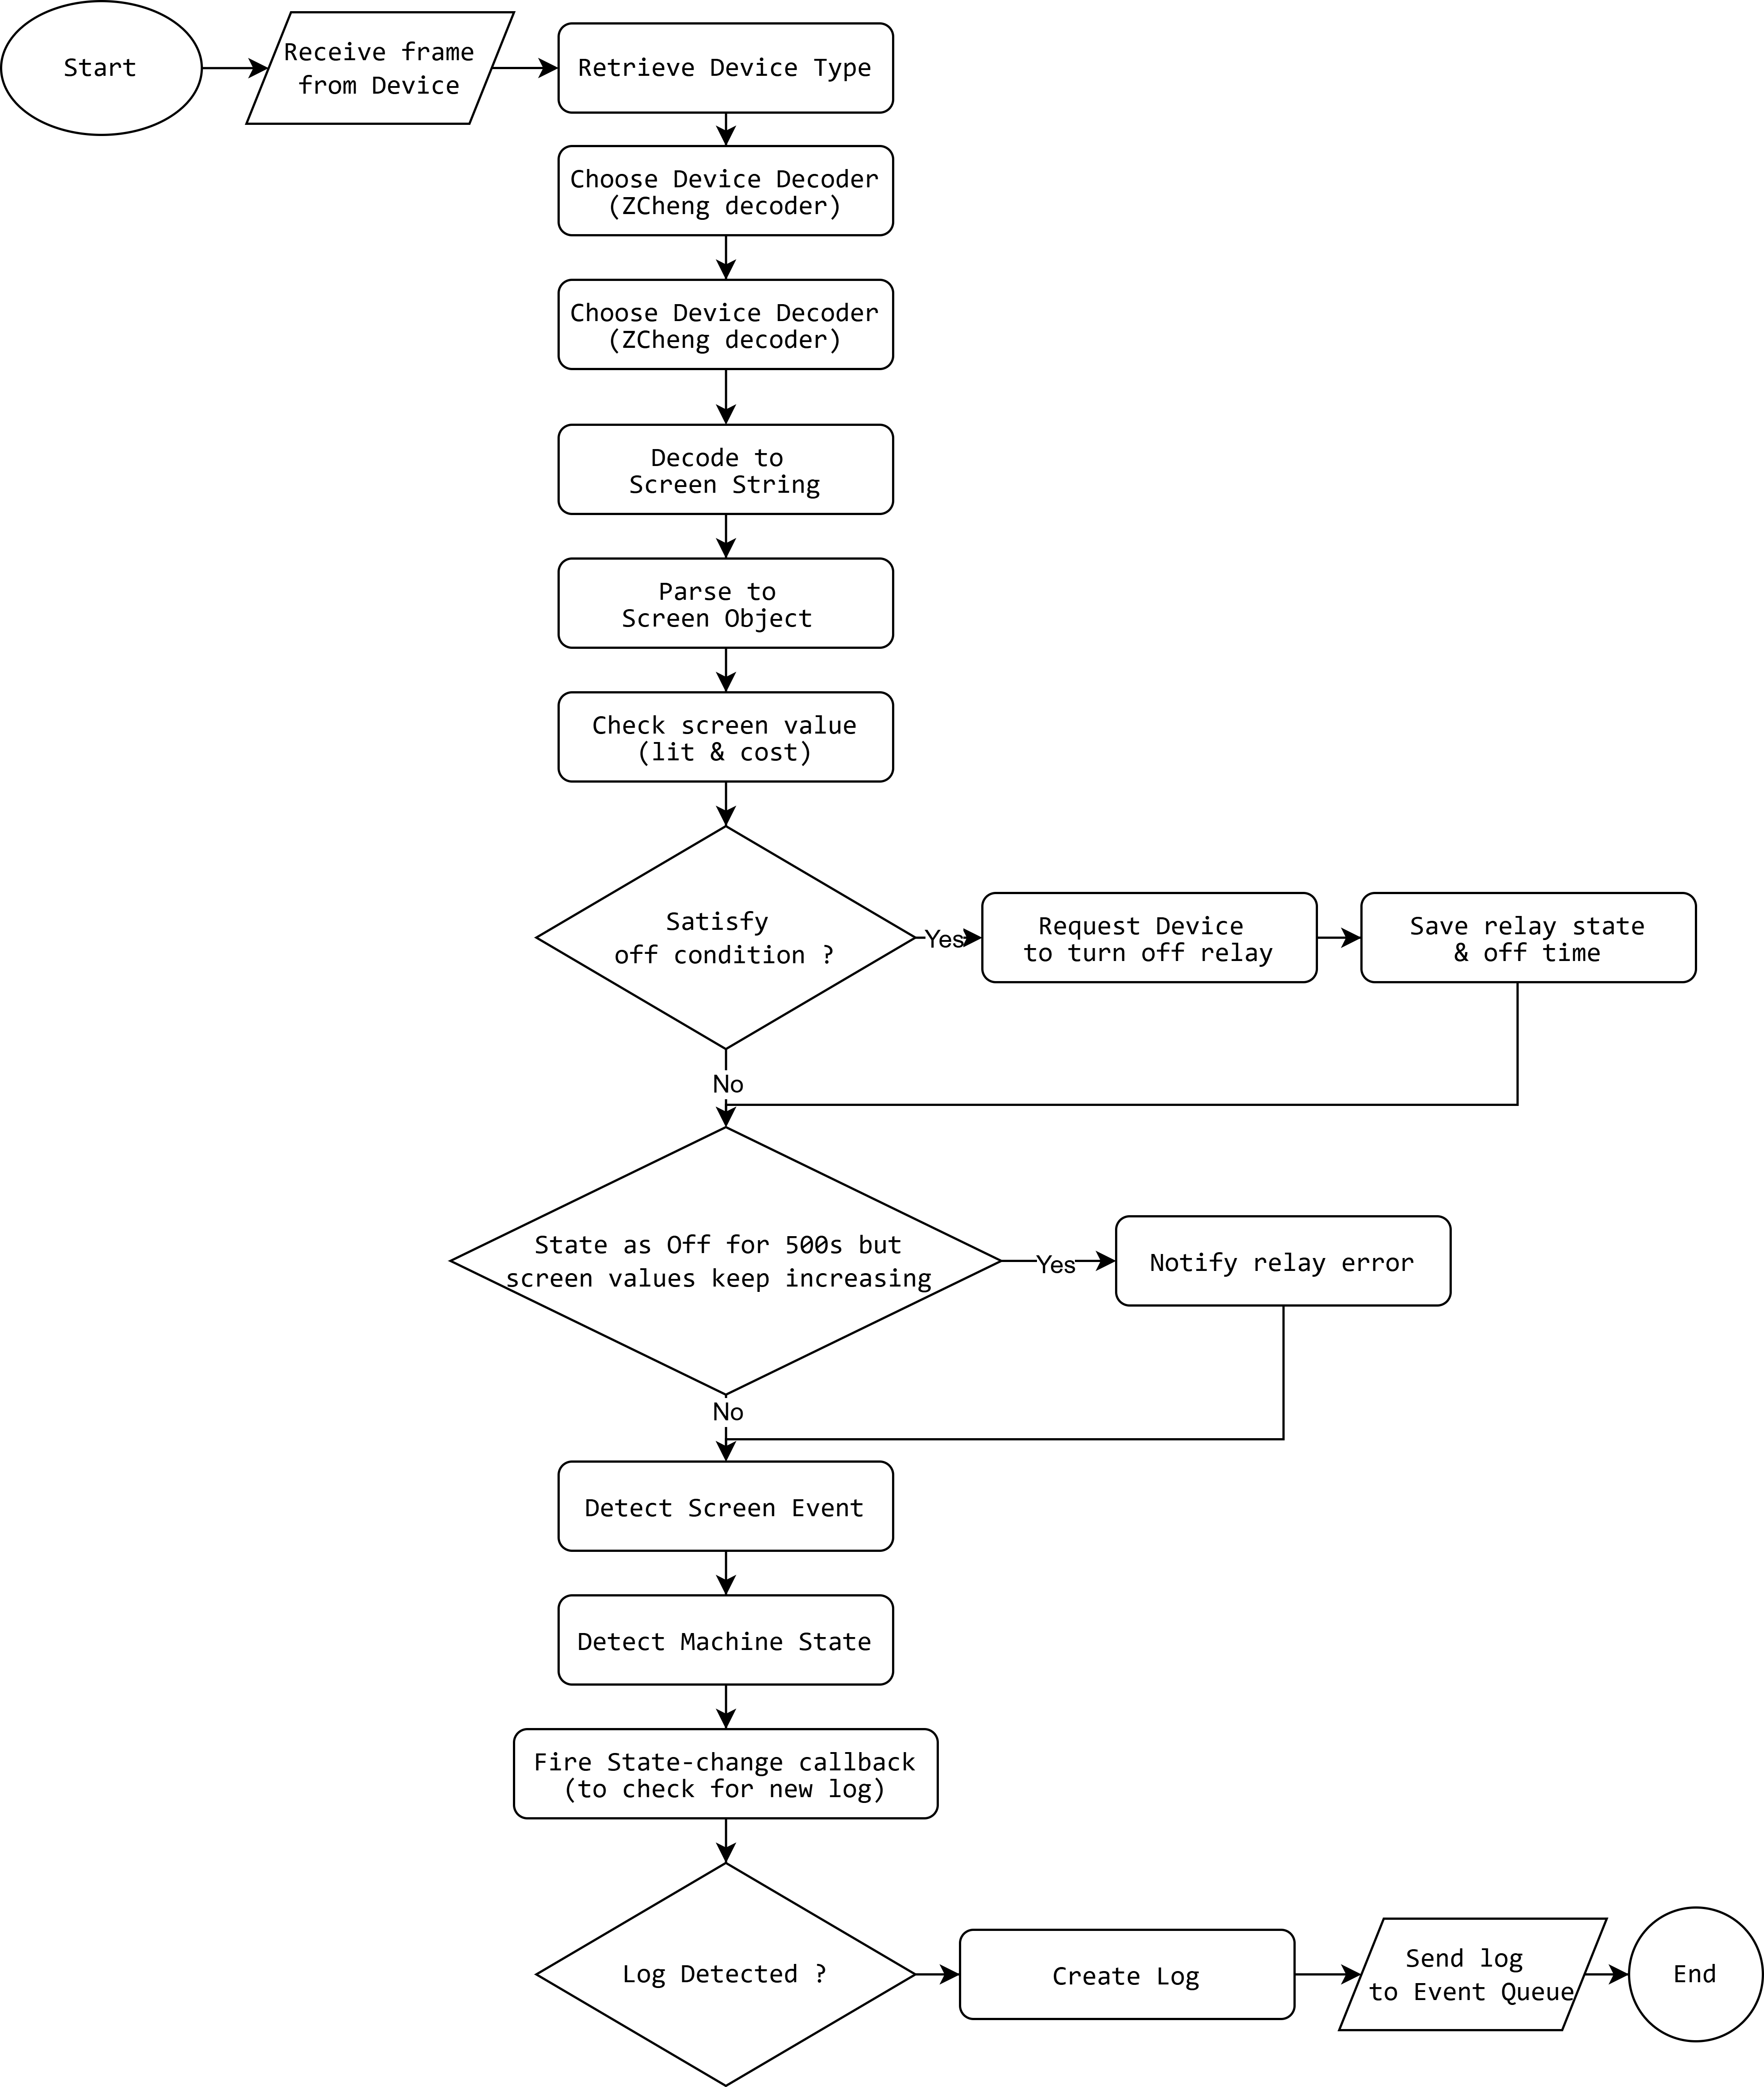 Start
Receive frame
from Device
Retrieve Device Type
Choose Device Decoder
(ZCheng decoder)
Choose Device Decoder
(ZCheng decoder)
Decode to
Screen String
Parse to
Screen Object
Check screen value
(lit & cost)
Satisfy
off condition ?
Yes
Request Device
to turn off relay
Save relay state
& off time
No
State as Off for 500s but
screen values keep increasing
Yes
Notify relay error
No
Detect Screen Event
Detect Machine State
Fire State-change callback
(to check for new log)
Log Detected ?
Create Log
Send log
to Event Queue
End